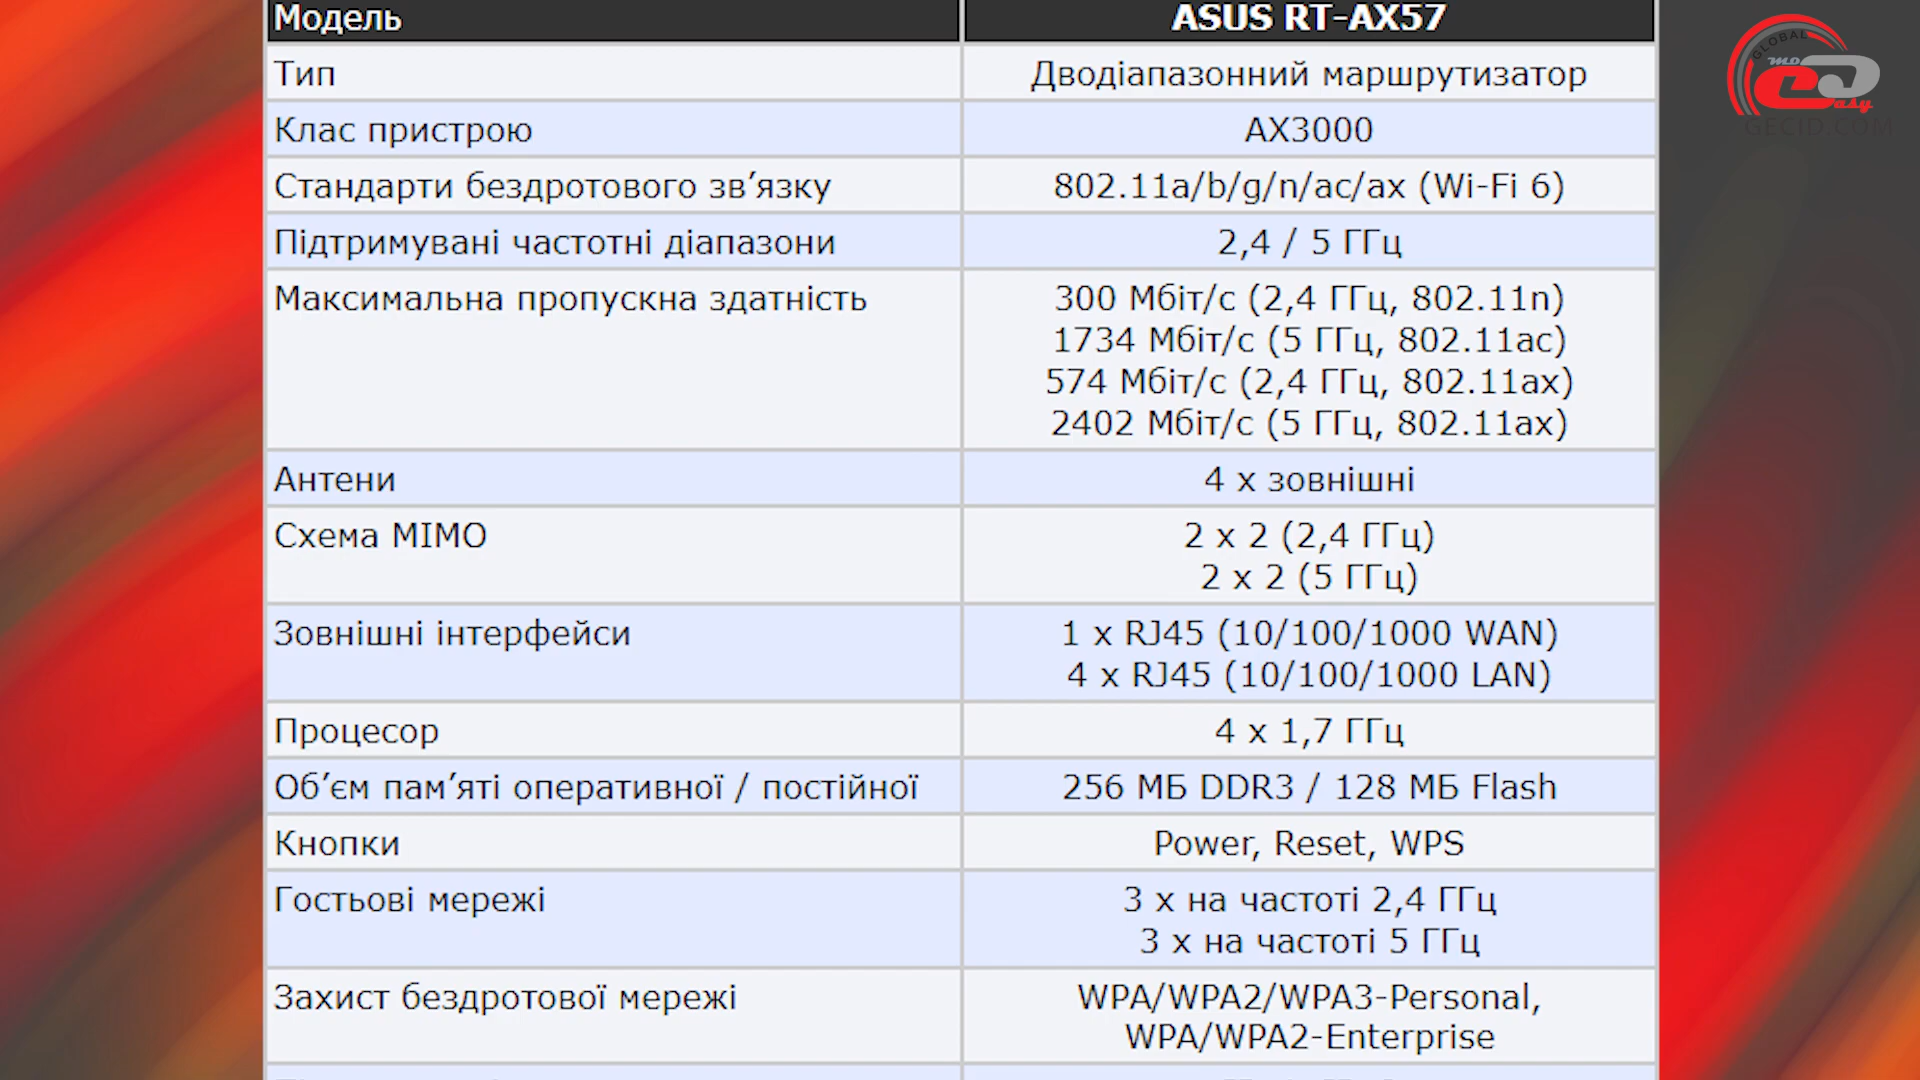 Модель ASUS RT-AX57
Тип Дводіапазонний маршрутизатор
Клас пристрою AX3000
Стандарти бездротового зв’язку 802.11a/b/g/n/ac/ax (Wi-Fi 6)
Підтримувані частотні діапазони 2,4 / 5 ГГц
Максимальна пропускна здатність 300 Мбіт/с (2,4 ГГц, 802.11n)
1734 Мбіт/с (5 ГГц, 802.11ac)
574 Мбіт/с (2,4 ГГц, 802.11ax)
2402 Мбіт/с (5 ГГц, 802.11ax)
Антени 4 x зовнішні
Схема MIMO 2 x 2 (2,4 ГГц)
2 x 2 (5 ГГц)
Зовнішні інтерфейси 1 x RJ45 (10/100/1000 WAN)
4 x RJ45 (10/100/1000 LAN)
Процесор 4 x 1,7 ГГц
Об’єм пам’яті оперативної / постійної 256 МБ DDR3 / 128 МБ Flash
Кнопки Power, Reset, WPS
Гостьові мережі 3 x на частоті 2,4 ГГц
3 x на частоті 5 ГГц
Захист бездротової мережі WPA/WPA2/WPA3-Personal,
WPA/WPA2-Enterprise
GLOBAL
GECID.COM